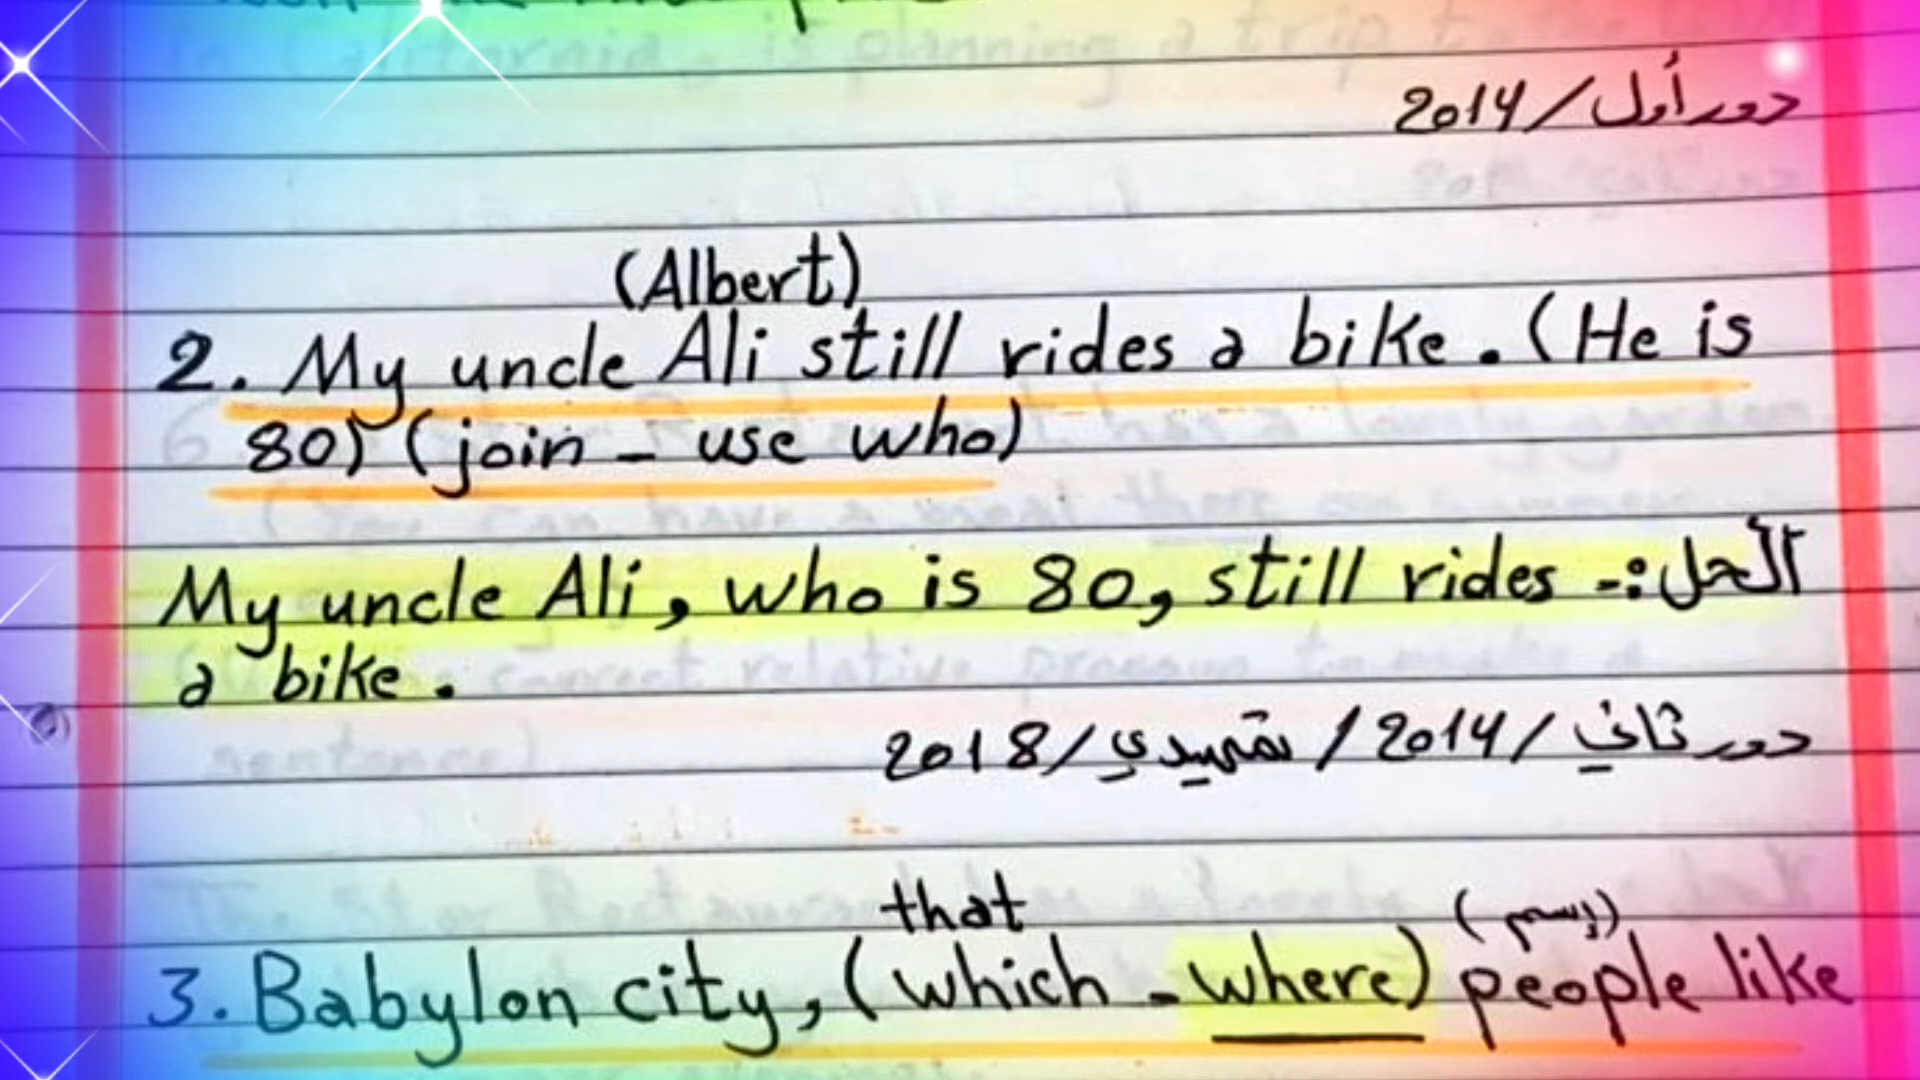 دور أول / 2014
(Albert)
2. My uncle Ali still rides a bike. (He is
80) (join - use who)
الحل:- My uncle Ali, who is 80, still rides
a bike.
دور ثاني / 2014 / تمهيدي / 2018
that (إسم)
3. Babylon city, (which - where) people like